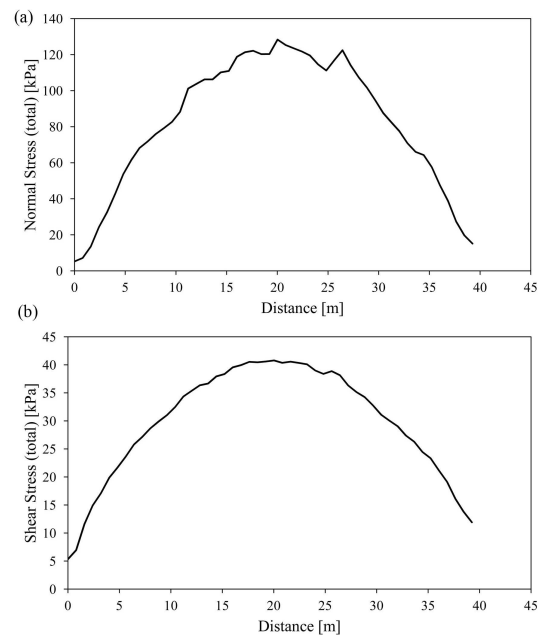 (a)
Normal Stress (total) [kPa]
140
120
100
80
60
40
20
0
0 5 10 15 20 25 30 35 40 45
Distance [m]
(b)
Shear Stress (total) [kPa]
45
40
35
30
25
20
15
10
5
0
0 5 10 15 20 25 30 35 40 45
Distance [m]